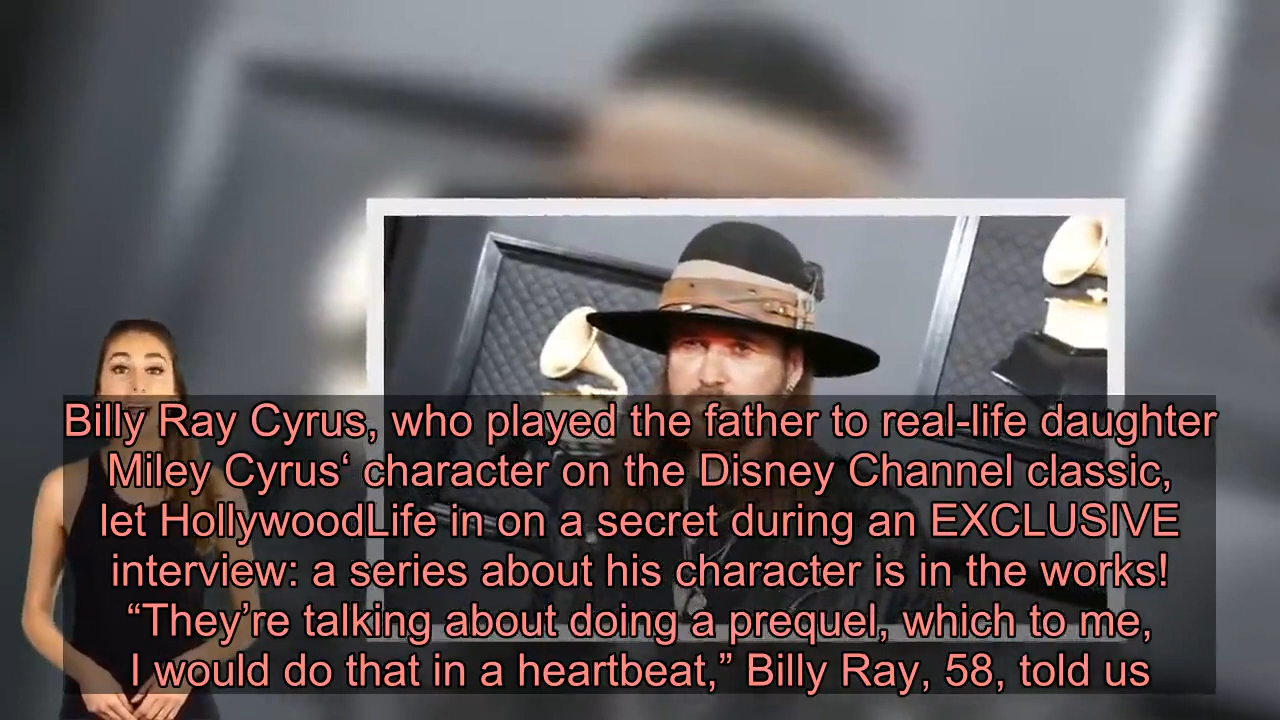 Billy Ray Cyrus, who played the father to real-life daughter
Miley Cyrus‘ character on the Disney Channel classic,
let HollywoodLife in on a secret during an EXCLUSIVE
interview: a series about his character is in the works!
“They’re talking about doing a prequel, which to me,
I would do that in a heartbeat,” Billy Ray, 58, told us